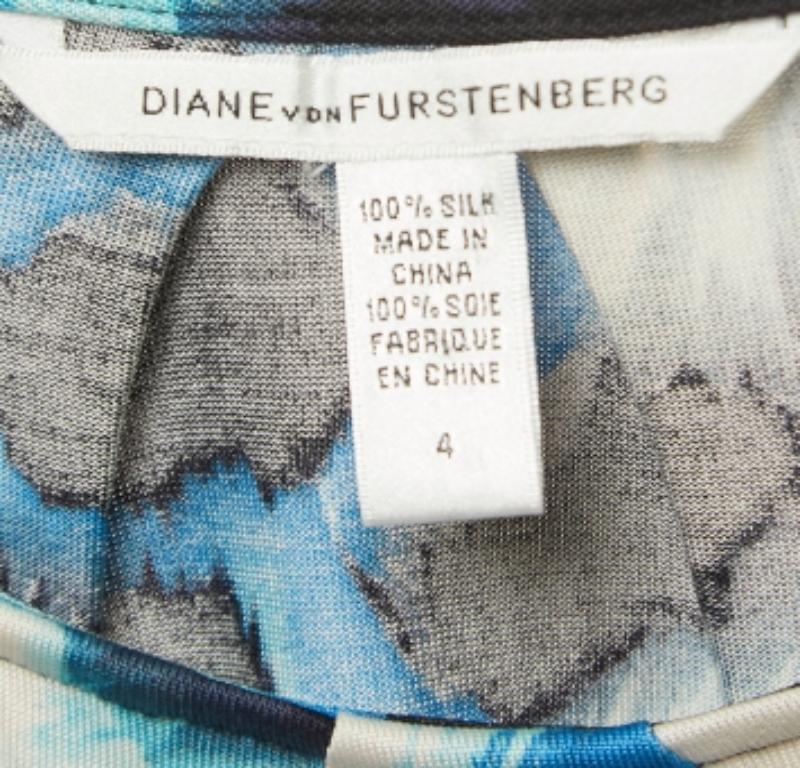 DIANE VON FURSTENBERG
100% SILK
MADE IN
CHINA
100% SOIE
FABRIQUE
EN CHINE
4